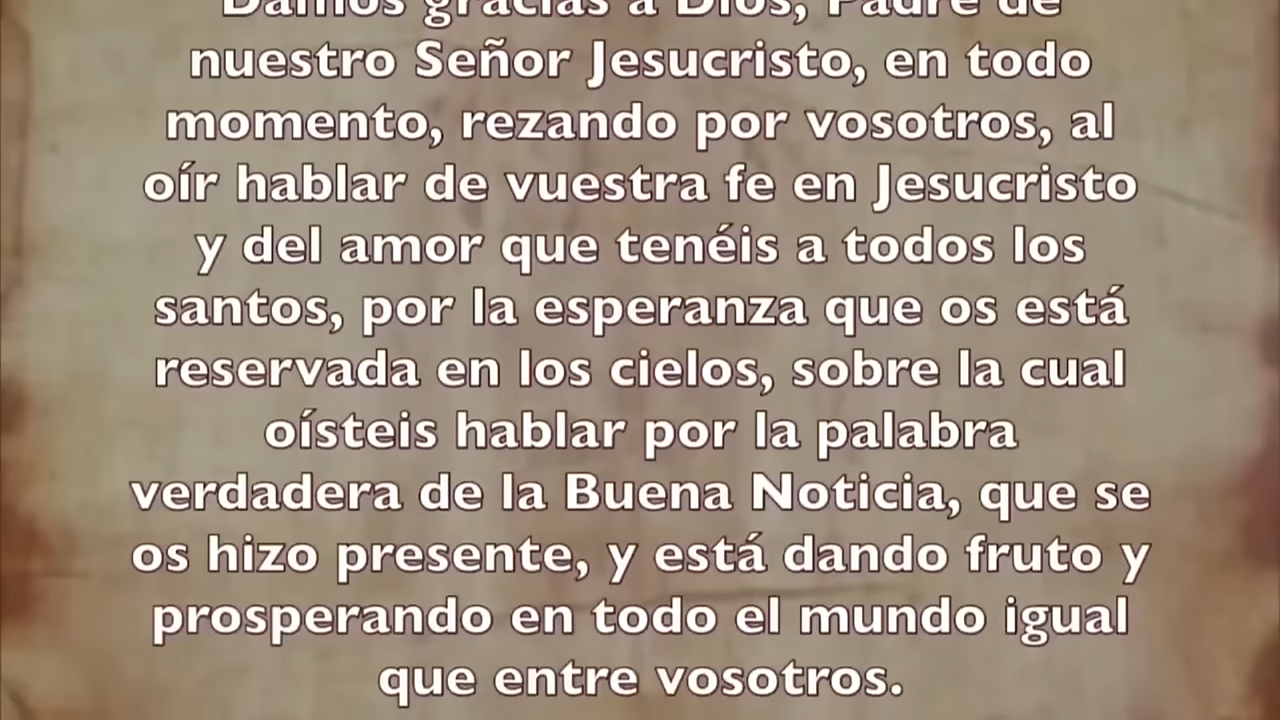 Damos gracias a Dios, Padre de
nuestro Señor Jesucristo, en todo
momento, rezando por vosotros, al
oír hablar de vuestra fe en Jesucristo
y del amor que tenéis a todos los
santos, por la esperanza que os está
reservada en los cielos, sobre la cual
oísteis hablar por la palabra
verdadera de la Buena Noticia, que se
os hizo presente, y está dando fruto y
prosperando en todo el mundo igual
que entre vosotros.